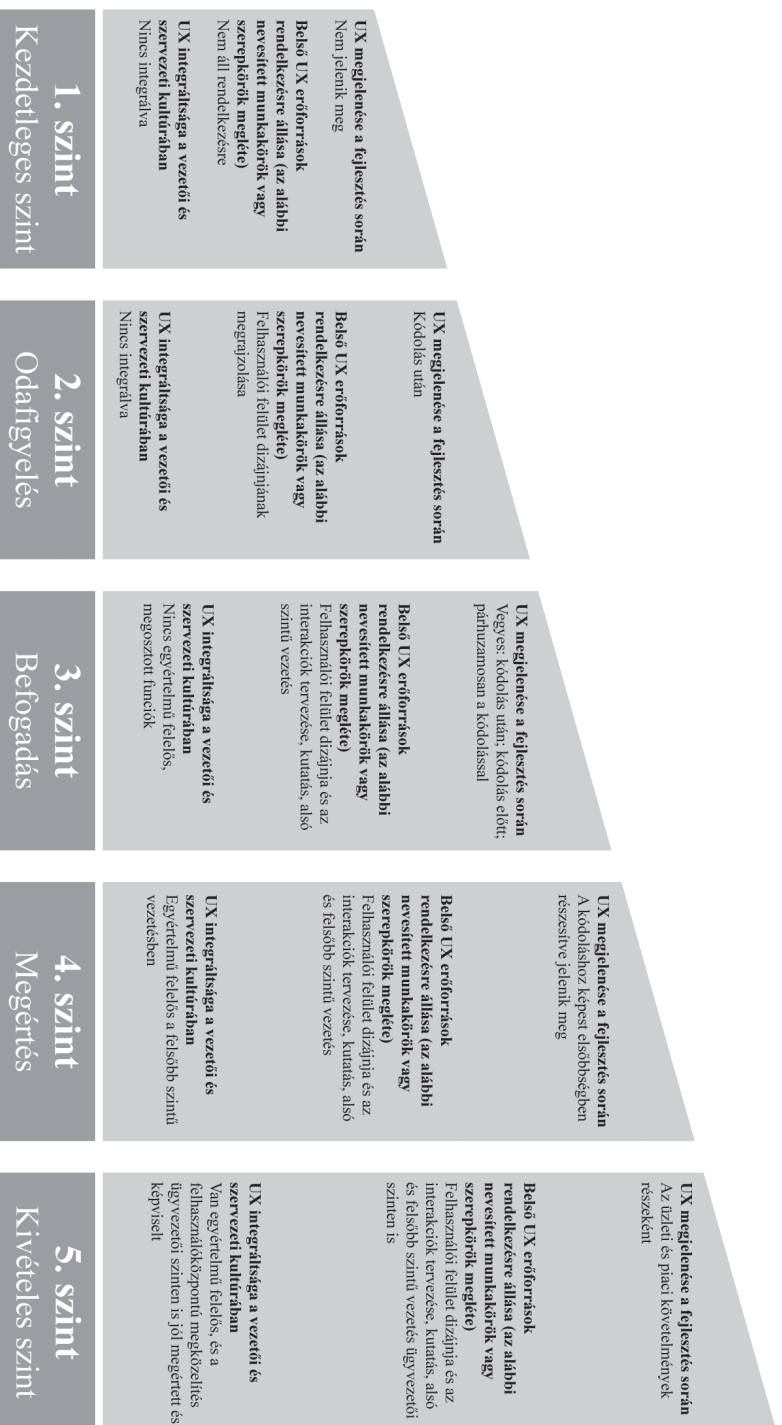 UX megjelenése a fejlesztés során
Nem jelenik meg
Belső UX erőforrások
rendelkezésre állása (az alábbi
nevesített munkakörök vagy
szerepkörök megléte)
Nem áll rendelkezésre
UX integráltsága a vezetői és
szervezeti kultúrában
Nincs integrálva
1. szint
Kezdetleges szint
UX megjelenése a fejlesztés során
Kódolás után
Belső UX erőforrások
rendelkezésre állása (az alábbi
nevesített munkakörök vagy
szerepkörök megléte)
Felhasználói felület dizájnjának
megrajzolása
UX integráltsága a vezetői és
szervezeti kultúrában
Nincs integrálva
2. szint
Odafigyelés
UX megjelenése a fejlesztés során
Vegyes: kódolás után; kódolás előtt;
párhuzamosan a kódolással
Belső UX erőforrások
rendelkezésre állása (az alábbi
nevesített munkakörök vagy
szerepkörök megléte)
Felhasználói felület dizájnja és az
interakciók tervezése, kutatás, alsó
szintű vezetés
UX integráltsága a vezetői és
szervezeti kultúrában
Nincs egyértelmű felelős,
megosztott funciók
3. szint
Befogadás
UX megjelenése a fejlesztés során
A kódoláshoz képest elsőbbségben
részesítve jelenik meg
Belső UX erőforrások
rendelkezésre állása (az alábbi
nevesített munkakörök vagy
szerepkörök megléte)
Felhasználói felület dizájnja és az
interakciók tervezése, kutatás, alsó
és felsőbb szintű vezetés
UX integráltsága a vezetői és
szervezeti kultúrában
Egyértelmű felelős a felsőbb szintű
vezetésben
4. szint
Megértés
UX megjelenése a fejlesztés során
Az üzleti és piaci követelmények
részeként
Belső UX erőforrások
rendelkezésre állása (az alábbi
nevesített munkakörök vagy
szerepkörök megléte)
Felhasználói felület dizájnja és az
interakciók tervezése, kutatás, alsó
és felsőbb szintű vezetés ügyvezetői
szinten is
UX integráltsága a vezetői és
szervezeti kultúrában
Van egyértelmű felelős, és a
felhasználóközpontú megközelítés
ügyvezetői szinten is jól megértett és
képviselt
5. szint
Kivételes szint